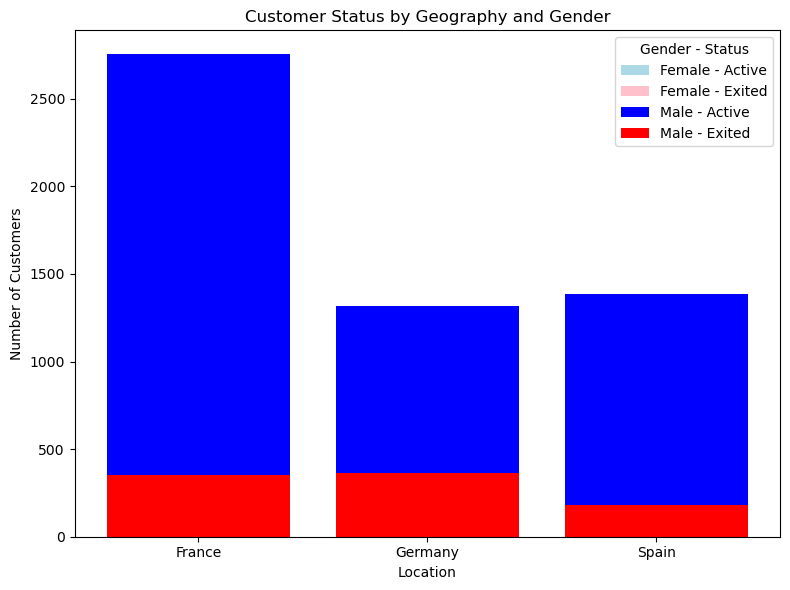 Customer Status by Geography and Gender
Gender - Status
Female - Active
Female - Exited
Male - Active
Male - Exited
Number of Customers
2500
2000
1500
1000
500
0
France
Germany
Spain
Location